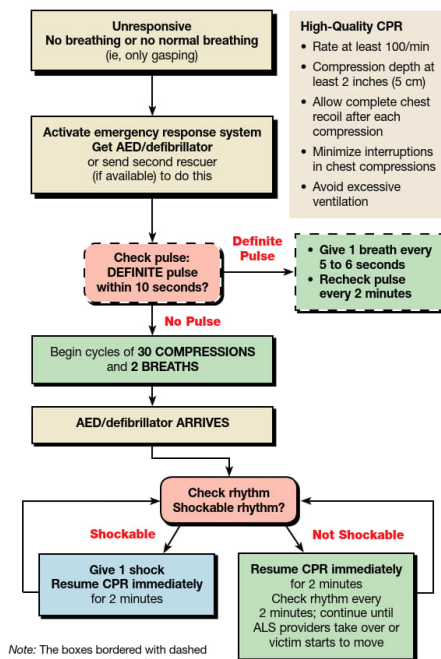 Unresponsive
No breathing or no normal breathing
(ie, only gasping)
High-Quality CPR
• Rate at least 100/min
• Compression depth at
least 2 inches (5 cm)
• Allow complete chest
recoil after each
compression
• Minimize interruptions
in chest compressions
• Avoid excessive
ventilation
Activate emergency response system
Get AED/defibrillator
or send second rescuer
(if available) to do this
Check pulse:
DEFINITE pulse
within 10 seconds?
Definite
Pulse
• Give 1 breath every
5 to 6 seconds
• Recheck pulse
every 2 minutes
No Pulse
Begin cycles of 30 COMPRESSIONS
and 2 BREATHS
AED/defibrillator ARRIVES
Check rhythm
Shockable rhythm?
Shockable
Not Shockable
Give 1 shock
Resume CPR immediately
for 2 minutes
Resume CPR immediately
for 2 minutes
Check rhythm every
2 minutes; continue until
ALS providers take over or
victim starts to move
Note: The boxes bordered with dashed